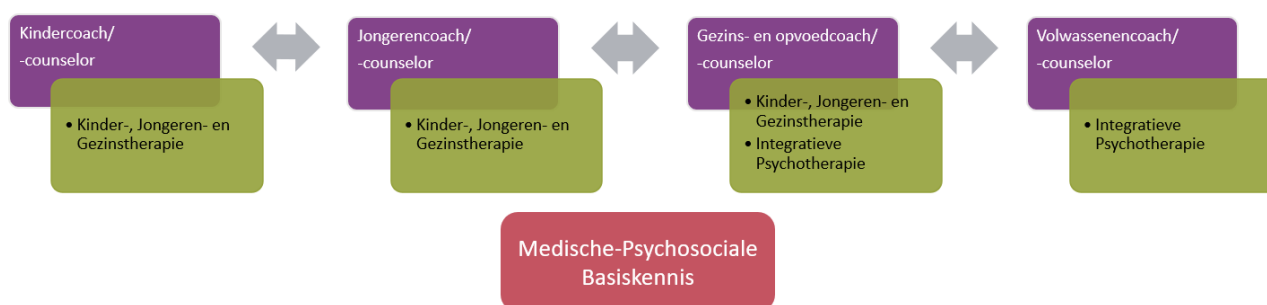 Kindercoach/
-counselor
• Kinder-, Jongeren- en
Gezinstherapie
Jongerencoach/
-counselor
• Kinder-, Jongeren- en
Gezinstherapie
Gezins- en opvoedcoach/
-counselor
• Kinder-, Jongeren- en
Gezinstherapie
• Integratieve
Psychotherapie
Volwassenencoach/
-counselor
• Integratieve
Psychotherapie
Medische-Psychosociale
Basiskennis